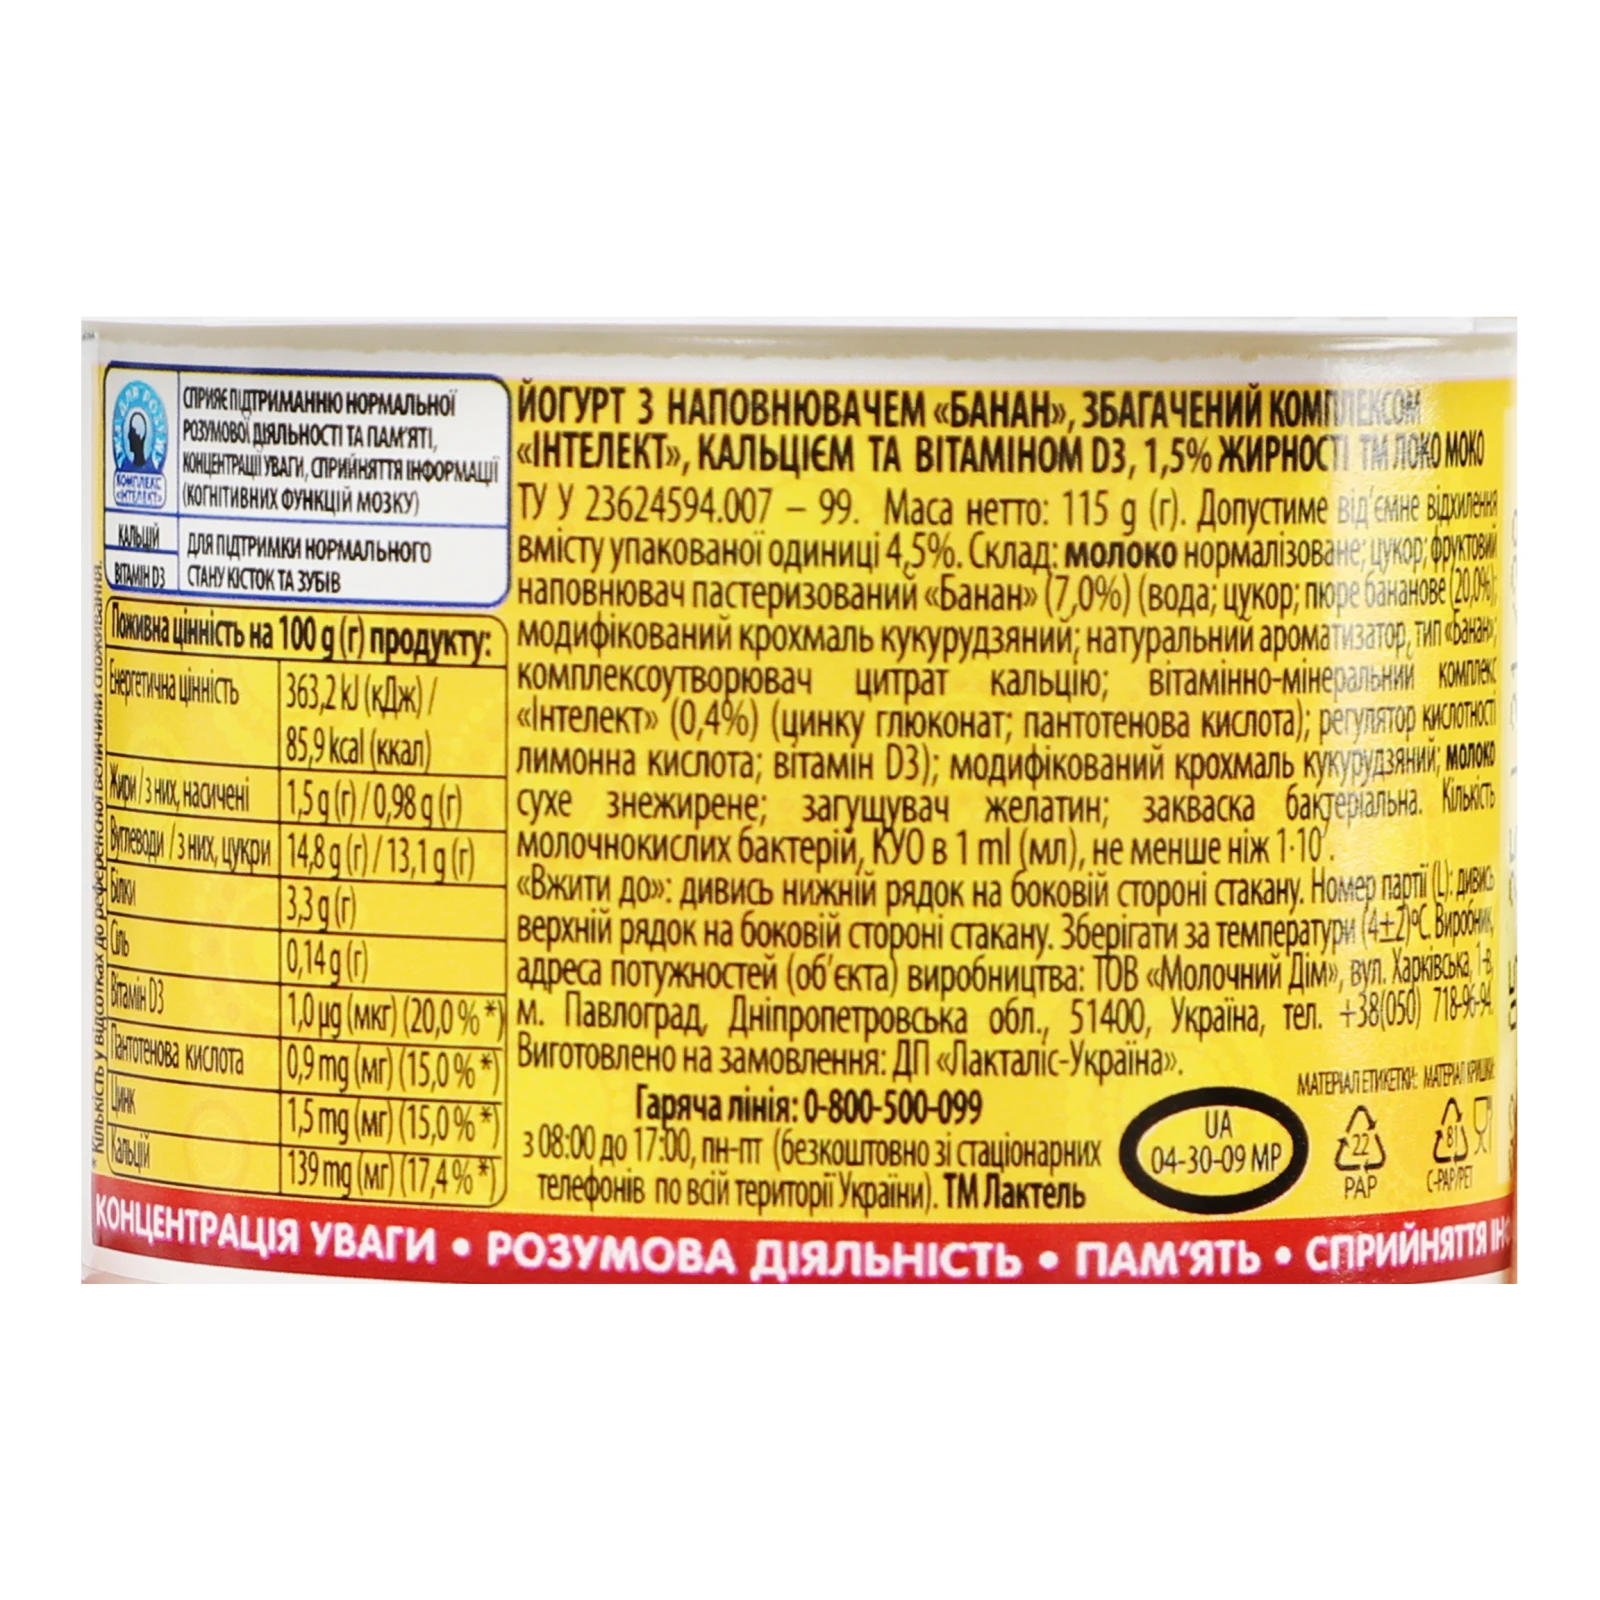 СПРИЯЄ ПІДТРИМАННЮ НОРМАЛЬНОЇ
РОЗУМОВОЇ ДІЯЛЬНОСТІ ТА ПАМ'ЯТІ,
КОНЦЕНТРАЦІЇ УВАГИ, СПРИЙНЯТТЯ ІНФОРМАЦІЇ
(КОГНІТИВНИХ ФУНКЦІЙ МОЗКУ)
КОМПЛЕКС
«ІНТЕЛЕКТ»
КАЛЬЦІЙ
ВІТАМІН D3
ДЛЯ ПІДТРИМКИ НОРМАЛЬНОГО
СТАНУ КІСТОК ТА ЗУБІВ
Поживна цінність на 100 g (г) продукту:
Енергетична цінність 363,2 kJ (кДж) /
85,9 kcal (ккал)
Жири / з них, насичені 1,5 g (г) / 0,98 g (г)
Вуглеводи / з них, цукри 14,8 g (г) / 13,1 g (г)
Білки 3,3 g (г)
Сіль 0,14 g (г)
Вітамін D3 1,0 µg (мкг) (20,0 % *)
Пантотенова кислота 0,9 mg (мг) (15,0 % *)
Цинк 1,5 mg (мг) (15,0 % *)
Кальцій 139 mg (мг) (17,4 % *)
* Кількість у відсотках до референсної величини споживання.
ЙОГУРТ З НАПОВНЮВАЧЕМ «БАНАН», ЗБАГАЧЕНИЙ КОМПЛЕКСОМ
«ІНТЕЛЕКТ», КАЛЬЦІЄМ ТА ВІТАМІНОМ D3, 1,5% ЖИРНОСТІ ТМ ЛОКО МОКО
ТУ У 23624594.007 – 99. Маса нетто: 115 g (г). Допустиме від'ємне відхилення
вмісту упакованої одиниці 4,5%. Склад: молоко нормалізоване; цукор; фруктовий
наповнювач пастеризований «Банан» (7,0%) (вода; цукор; пюре бананове (20,0%);
модифікований крохмаль кукурудзяний; натуральний ароматизатор, тип «Банан»;
комплексоутворювач цитрат кальцію; вітамінно-мінеральний комплекс
«Інтелект» (0,4%) (цинку глюконат; пантотенова кислота); регулятор кислотності
лимонна кислота; вітамін D3); модифікований крохмаль кукурудзяний; молоко
сухе знежирене; загущувач желатин; закваска бактеріальна. Кількість
молочнокислих бактерій, КУО в 1 ml (мл), не менше ніж 1·10⁷.
«Вжити до»: дивись нижній рядок на боковій стороні стакану. Номер партії (L): дивись
верхній рядок на боковій стороні стакану. Зберігати за температури (4±2)°С. Виробник,
адреса потужностей (об'єкта) виробництва: ТОВ «Молочний Дім», вул. Харківська, 1-в,
м. Павлоград, Дніпропетровська обл., 51400, Україна, тел. +38(050) 718-96-94.
Виготовлено на замовлення: ДП «Лакталіс-Україна».
Гаряча лінія: 0-800-500-099
з 08:00 до 17:00, пн-пт (безкоштовно зі стаціонарних
телефонів по всій території України). ТМ Лактель
UA
04-30-09 МР
МАТЕРІАЛ ЕТИКЕТКИ: МАТЕРІАЛ КРИШКИ:
22
PAP
81
C-PAP/PET
КОНЦЕНТРАЦІЯ УВАГИ • РОЗУМОВА ДІЯЛЬНІСТЬ • ПАМ'ЯТЬ • СПРИЙНЯТТЯ